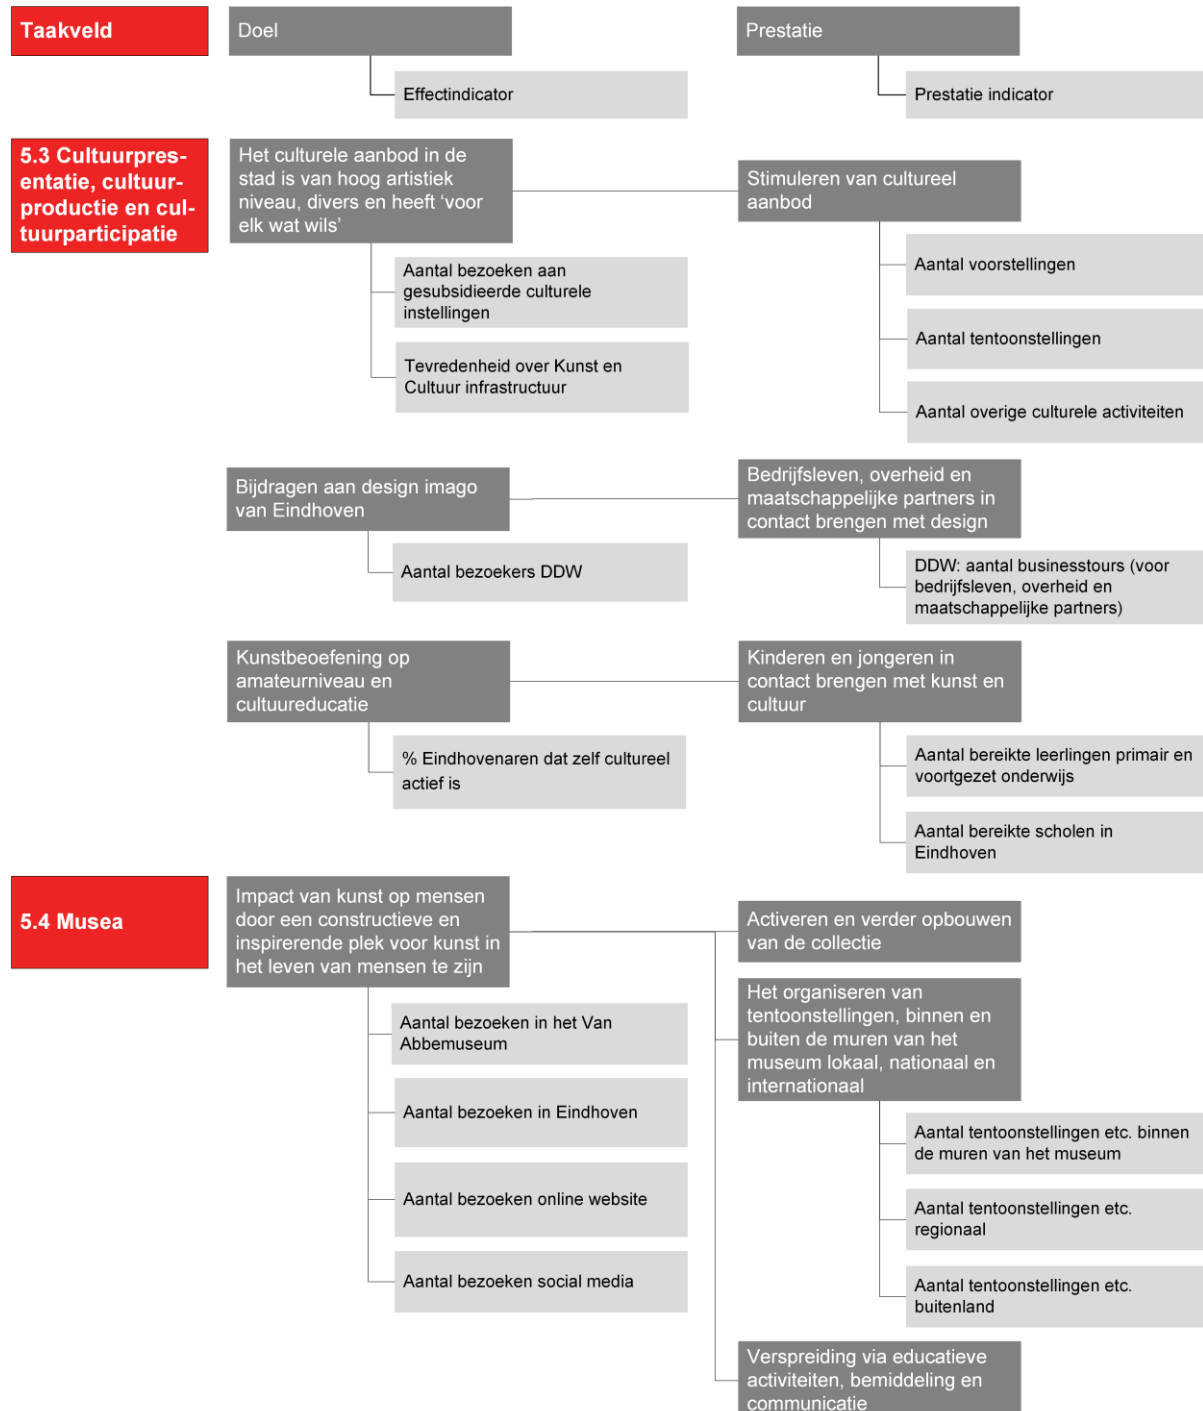 Taakveld
Doel
Prestatie
Effectindicator
Prestatie indicator
5.3 Cultuurpres-
entatie, cultuur-
productie en cul-
tuurparticipatie
Het culturele aanbod in de
stad is van hoog artistiek
niveau, divers en heeft ‘voor
elk wat wils’
Stimuleren van cultureel
aanbod
Aantal bezoeken aan
gesubsidieerde culturele
instellingen
Tevredenheid over Kunst en
Cultuur infrastructuur
Aantal voorstellingen
Aantal tentoonstellingen
Aantal overige culturele activiteiten
Bijdragen aan design imago
van Eindhoven
Bedrijfsleven, overheid en
maatschappelijke partners in
contact brengen met design
Aantal bezoekers DDW
DDW: aantal businesstours (voor
bedrijfsleven, overheid en
maatschappelijke partners)
Kunstbeoefening op
amateurniveau en
cultuureducatie
Kinderen en jongeren in
contact brengen met kunst en
cultuur
% Eindhovenaren dat zelf cultureel
actief is
Aantal bereikte leerlingen primair en
voortgezet onderwijs
Aantal bereikte scholen in
Eindhoven
5.4 Musea
Impact van kunst op mensen
door een constructieve en
inspirerende plek voor kunst in
het leven van mensen te zijn
Activeren en verder opbouwen
van de collectie
Het organiseren van
tentoonstellingen, binnen en
buiten de muren van het
museum lokaal, nationaal en
internationaal
Aantal bezoeken in het Van
Abbemuseum
Aantal bezoeken in Eindhoven
Aantal bezoeken online website
Aantal bezoeken social media
Aantal tentoonstellingen etc. binnen
de muren van het museum
Aantal tentoonstellingen etc.
regionaal
Aantal tentoonstellingen etc.
buitenland
Verspreiding via educatieve
activiteiten, bemiddeling en
communicatie